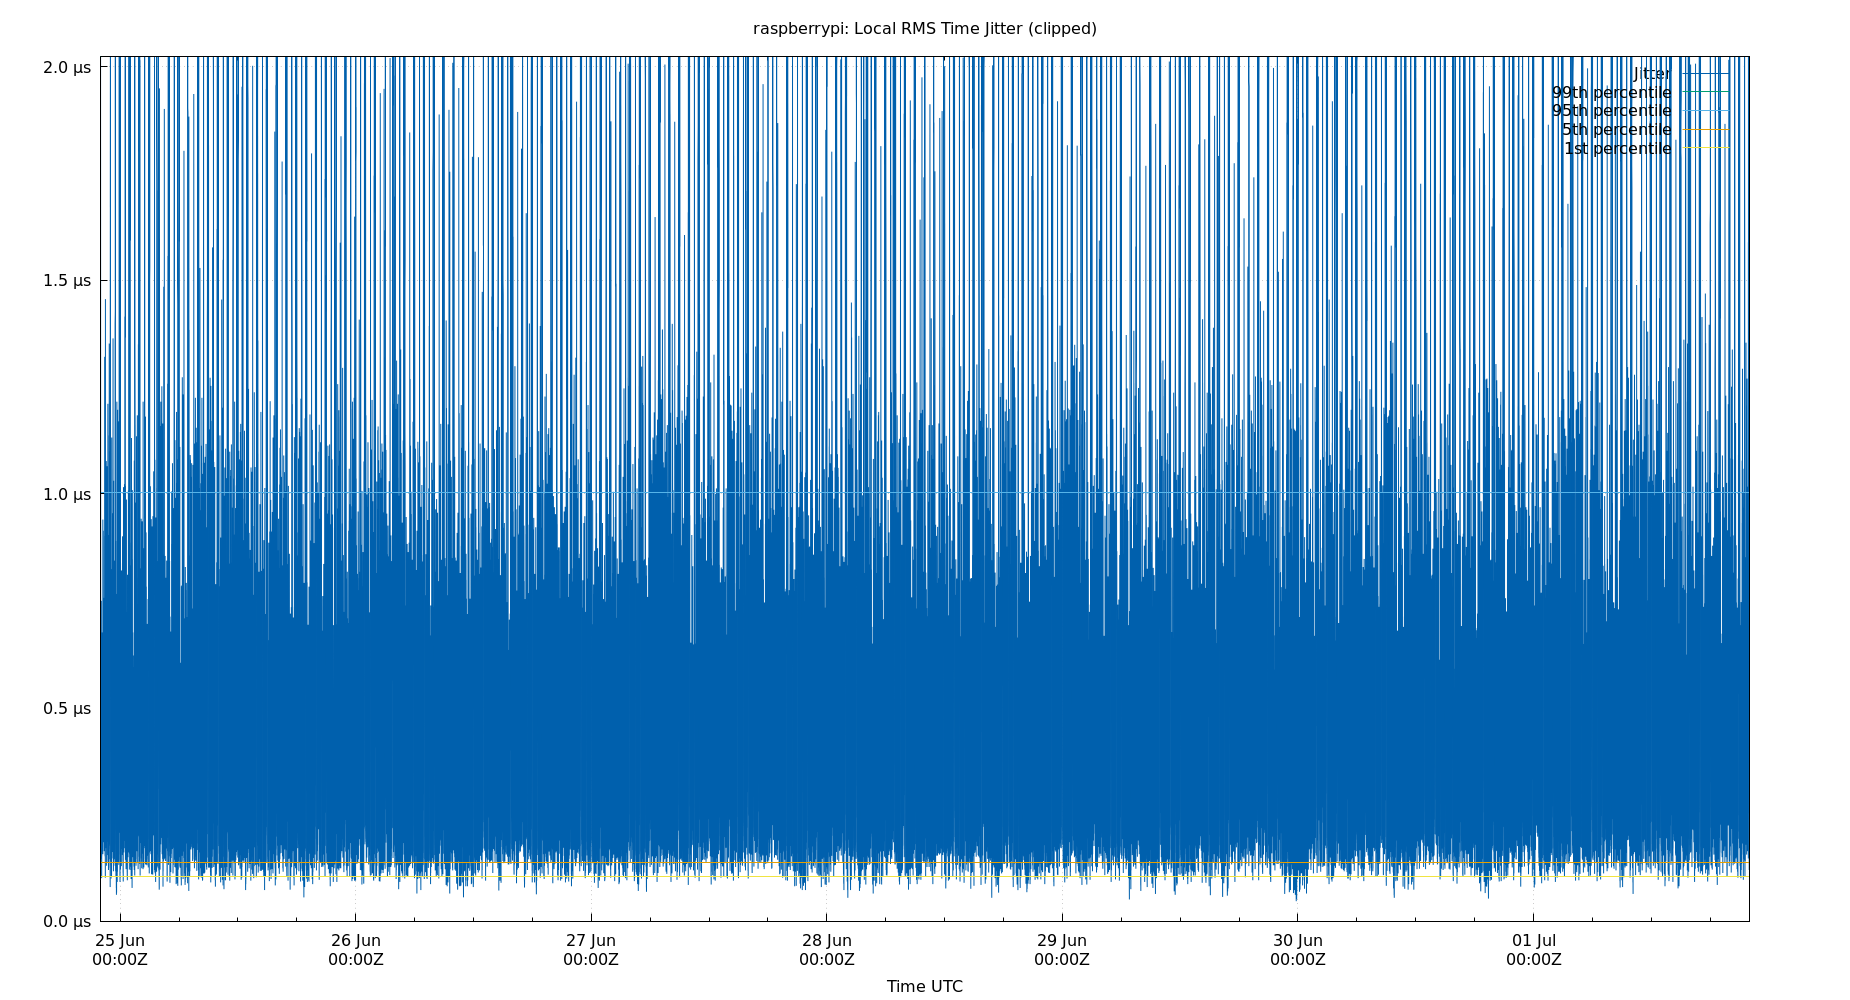 raspberrypi: Local RMS Time Jitter (clipped)
2.0 μs
1.5 μs
1.0 μs
0.5 μs
0.0 μs
Jitter
99th percentile
95th percentile
5th percentile
1st percentile
25 Jun 26 Jun 27 Jun 28 Jun 29 Jun 30 Jun 01 Jul
00:00Z 00:00Z 00:00Z 00:00Z 00:00Z 00:00Z 00:00Z
Time UTC